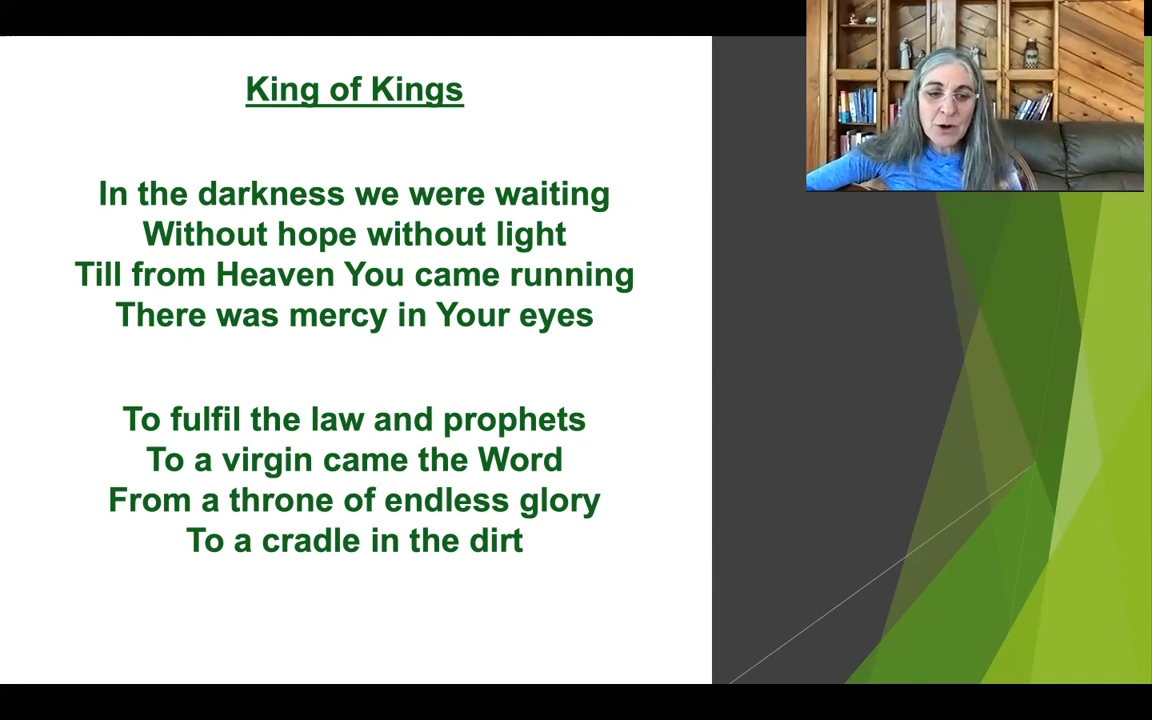 King of Kings
In the darkness we were waiting
Without hope without light
Till from Heaven You came running
There was mercy in Your eyes
To fulfil the law and prophets
To a virgin came the Word
From a throne of endless glory
To a cradle in the dirt